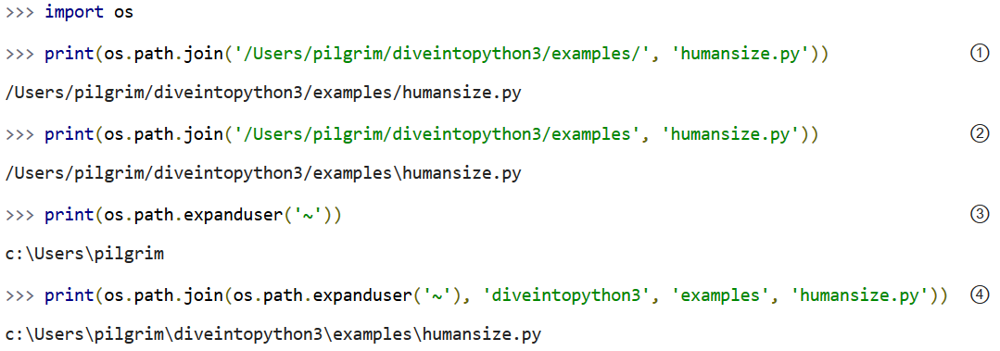 >>> import os
>>> print(os.path.join('/Users/pilgrim/diveintopython3/examples/', 'humansize.py')) ①
/Users/pilgrim/diveintopython3/examples/humansize.py
>>> print(os.path.join('/Users/pilgrim/diveintopython3/examples', 'humansize.py')) ②
/Users/pilgrim/diveintopython3/examples\humansize.py
>>> print(os.path.expanduser('~')) ③
c:\Users\pilgrim
>>> print(os.path.join(os.path.expanduser('~'), 'diveintopython3', 'examples', 'humansize.py')) ④
c:\Users\pilgrim\diveintopython3\examples\humansize.py